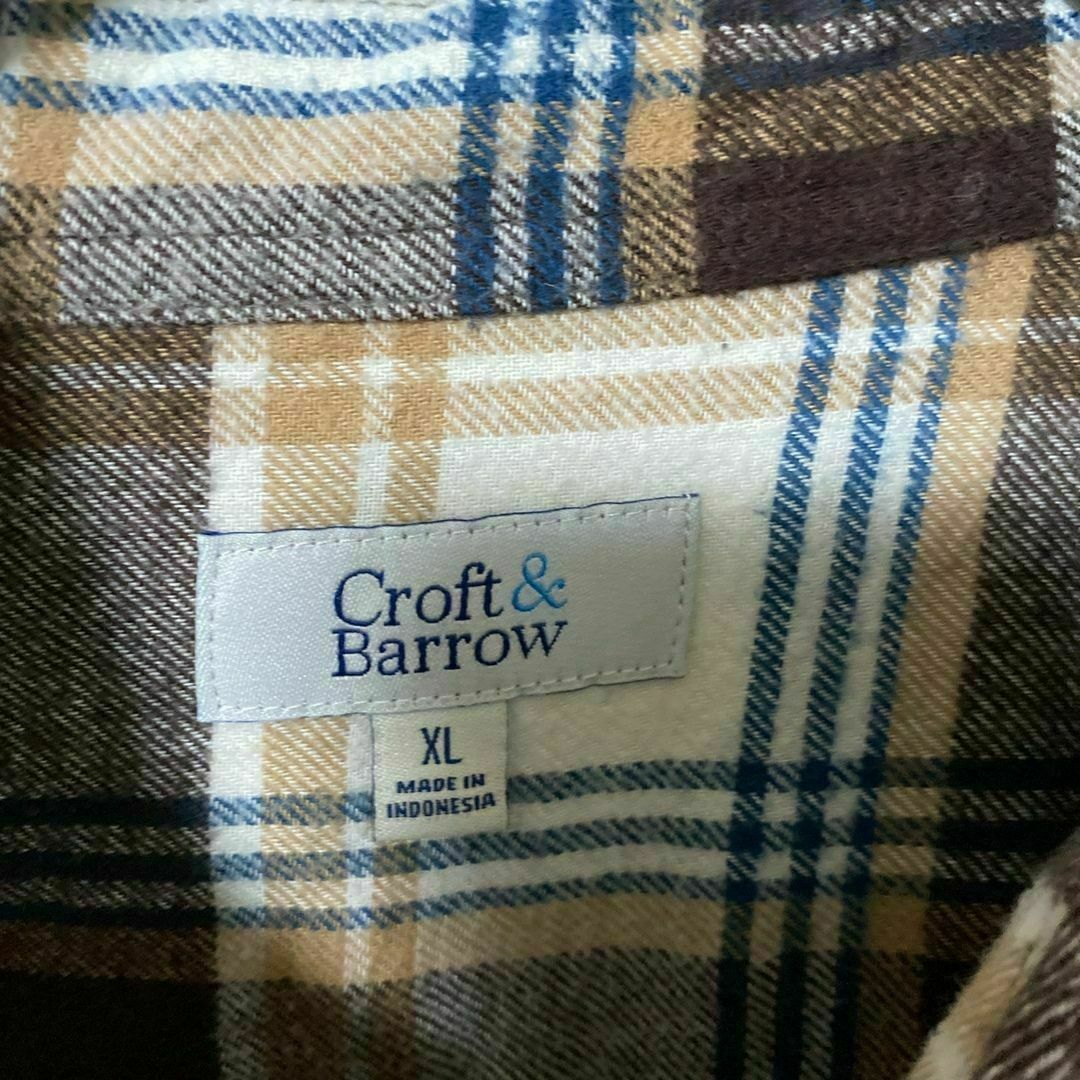 Croft &
Barrow
XL
MADE IN
INDONESIA